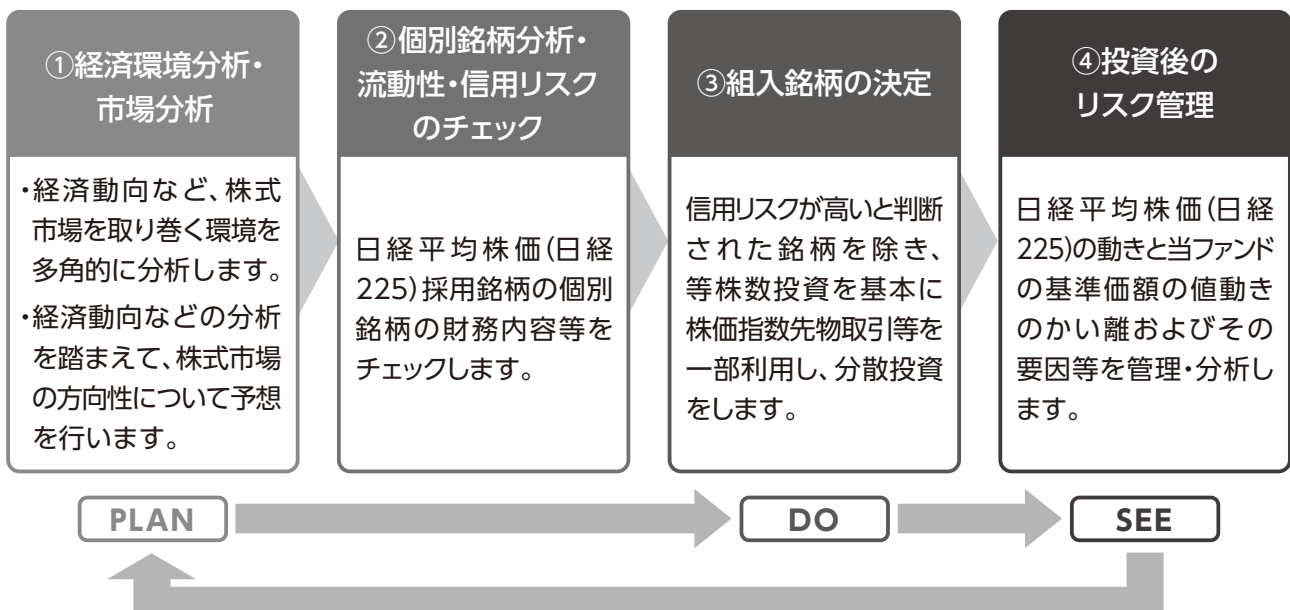 ①経済環境分析・
市場分析
・経済動向など、株式
市場を取り巻く環境を
多角的に分析します。
・経済動向などの分析
を踏まえて、株式市場
の方向性について予想
を行います。
②個別銘柄分析・
流動性・信用リスク
のチェック
日経平均株価(日経
225)採用銘柄の個別
銘柄の財務内容等を
チェックします。
③組入銘柄の決定
信用リスクが高いと判断
された銘柄を除き、
等株数投資を基本に
株価指数先物取引等を
一部利用し、分散投資
をします。
④投資後の
リスク管理
日経平均株価(日経
225)の動きと当ファンド
の基準価額の値動き
のかい離およびその
要因等を管理・分析し
ます。
PLAN
DO
SEE